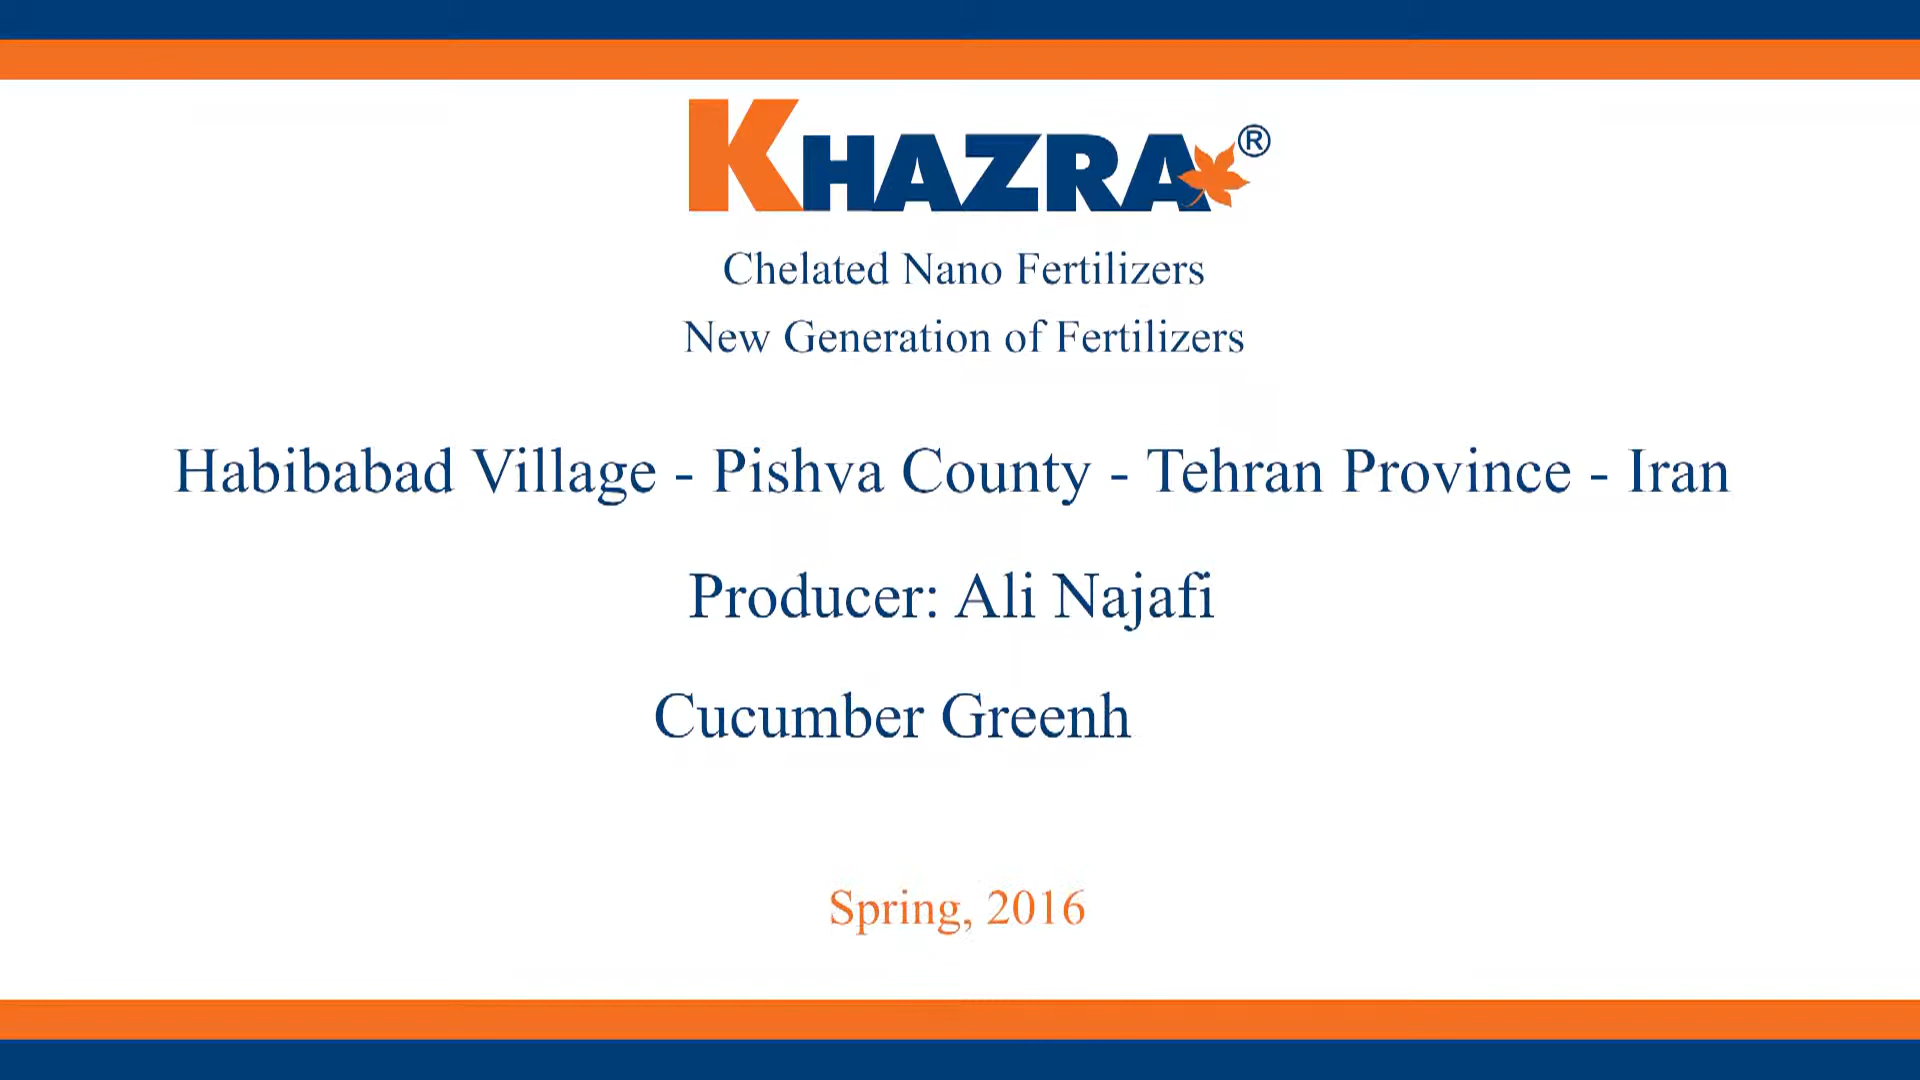 KHAZRA®
Chelated Nano Fertilizers
New Generation of Fertilizers
Habibabad Village - Pishva County - Tehran Province - Iran
Producer: Ali Najafi
Cucumber Greenh
Spring, 2016